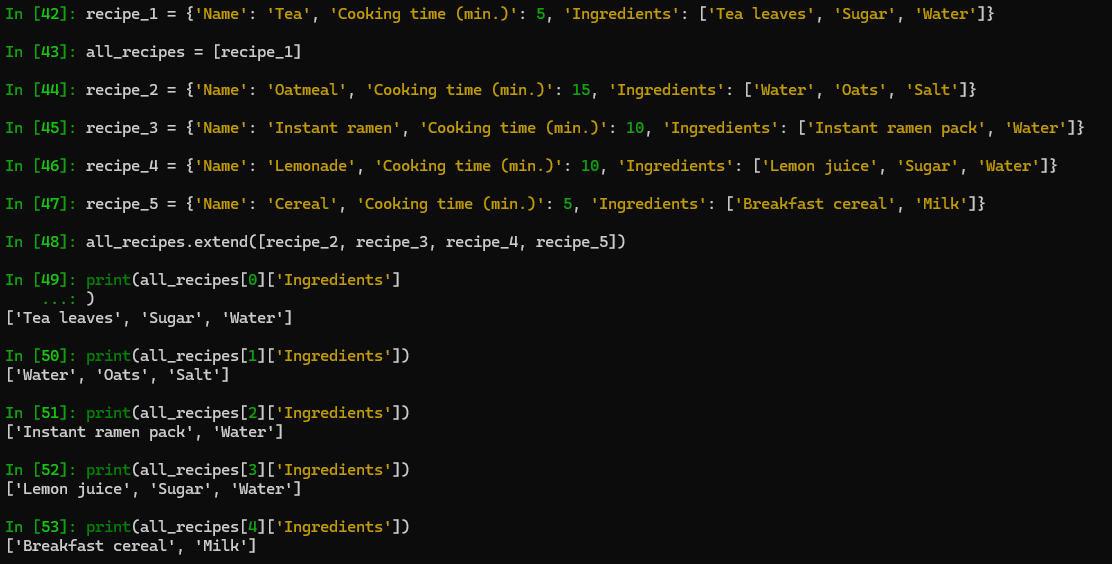 In [42]: recipe_1 = {'Name': 'Tea', 'Cooking time (min.)': 5, 'Ingredients': ['Tea leaves', 'Sugar', 'Water']}
In [43]: all_recipes = [recipe_1]
In [44]: recipe_2 = {'Name': 'Oatmeal', 'Cooking time (min.)': 15, 'Ingredients': ['Water', 'Oats', 'Salt']}
In [45]: recipe_3 = {'Name': 'Instant ramen', 'Cooking time (min.)': 10, 'Ingredients': ['Instant ramen pack', 'Water']}
In [46]: recipe_4 = {'Name': 'Lemonade', 'Cooking time (min.)': 10, 'Ingredients': ['Lemon juice', 'Sugar', 'Water']}
In [47]: recipe_5 = {'Name': 'Cereal', 'Cooking time (min.)': 5, 'Ingredients': ['Breakfast cereal', 'Milk']}
In [48]: all_recipes.extend([recipe_2, recipe_3, recipe_4, recipe_5])
In [49]: print(all_recipes[0]['Ingredients']
    ...: )
['Tea leaves', 'Sugar', 'Water']
In [50]: print(all_recipes[1]['Ingredients'])
['Water', 'Oats', 'Salt']
In [51]: print(all_recipes[2]['Ingredients'])
['Instant ramen pack', 'Water']
In [52]: print(all_recipes[3]['Ingredients'])
['Lemon juice', 'Sugar', 'Water']
In [53]: print(all_recipes[4]['Ingredients'])
['Breakfast cereal', 'Milk']